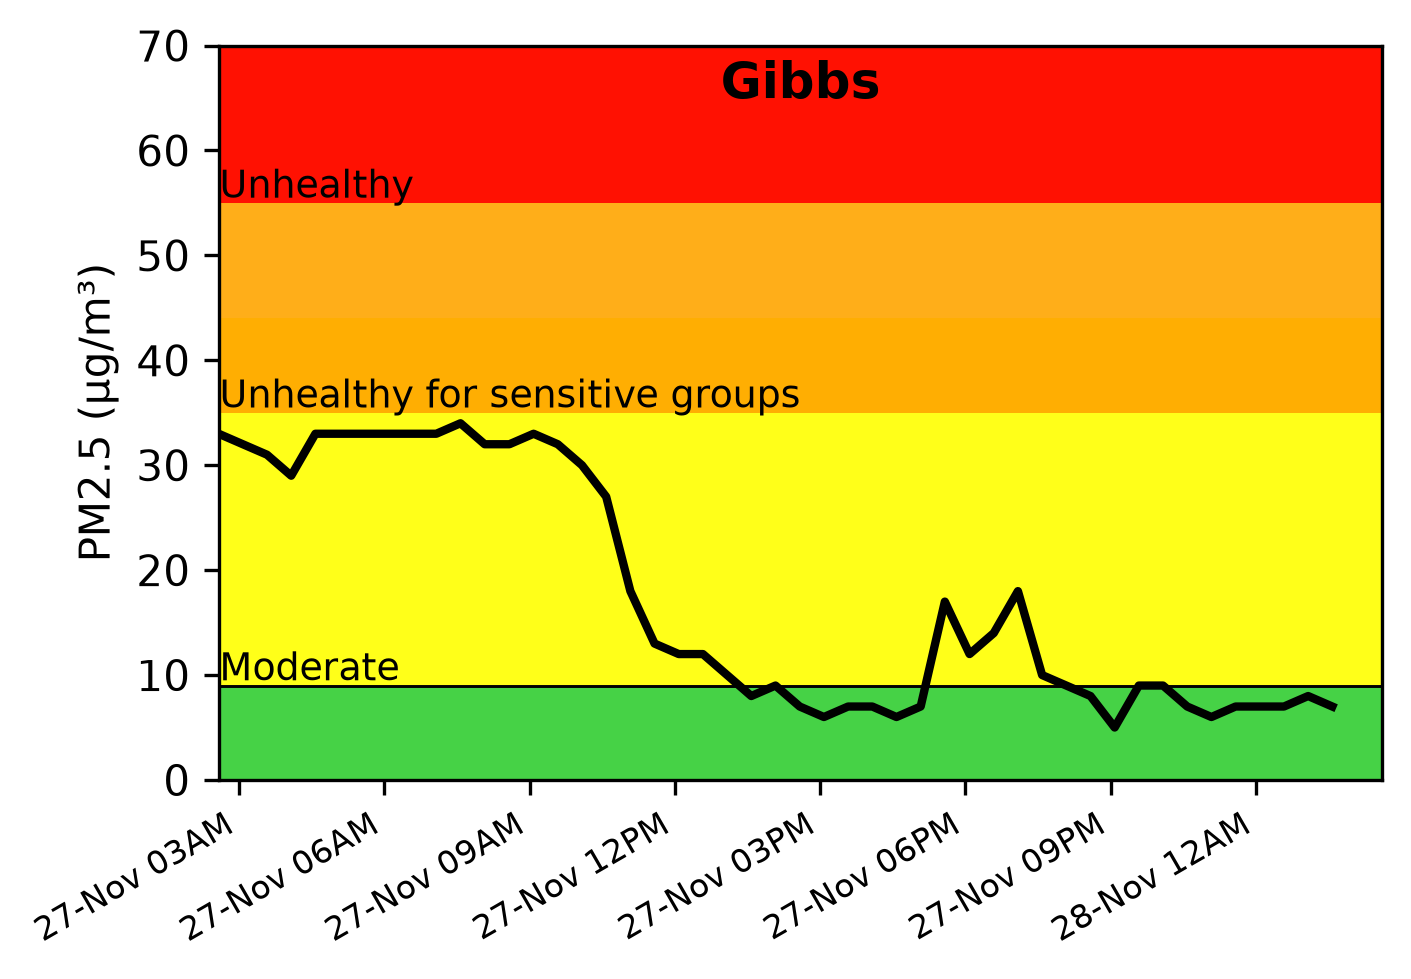 Gibbs
70
60
50
40
30
20
10
0
PM2.5 (µg/m³)
Unhealthy
Unhealthy for sensitive groups
Moderate
27-Nov 03AM
27-Nov 06AM
27-Nov 09AM
27-Nov 12PM
27-Nov 03PM
27-Nov 06PM
27-Nov 09PM
28-Nov 12AM